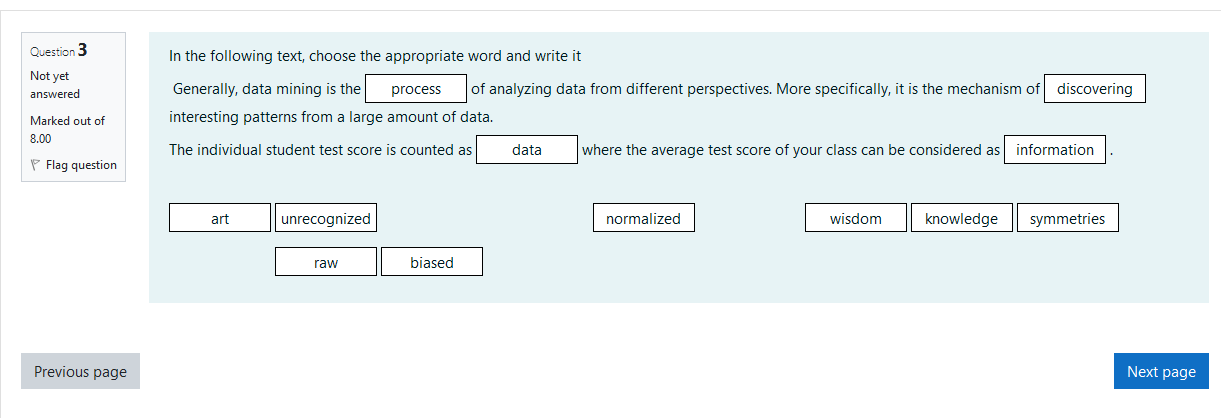 Question 3
Not yet
answered
Marked out of
8.00
Flag question
In the following text, choose the appropriate word and write it
Generally, data mining is the process of analyzing data from different perspectives. More specifically, it is the mechanism of discovering
interesting patterns from a large amount of data.
The individual student test score is counted as data where the average test score of your class can be considered as information .
art unrecognized normalized wisdom knowledge symmetries
raw biased
Previous page
Next page